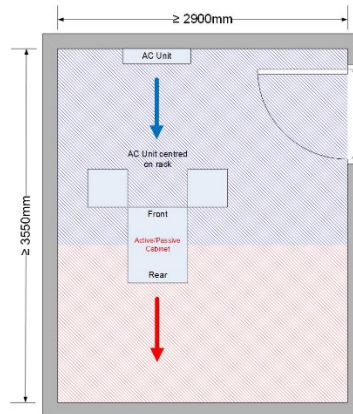 ≥ 2900mm
AC Unit
≥ 3550mm
AC Unit centred
on rack
Front
Active/Passive
Cabinet
Rear